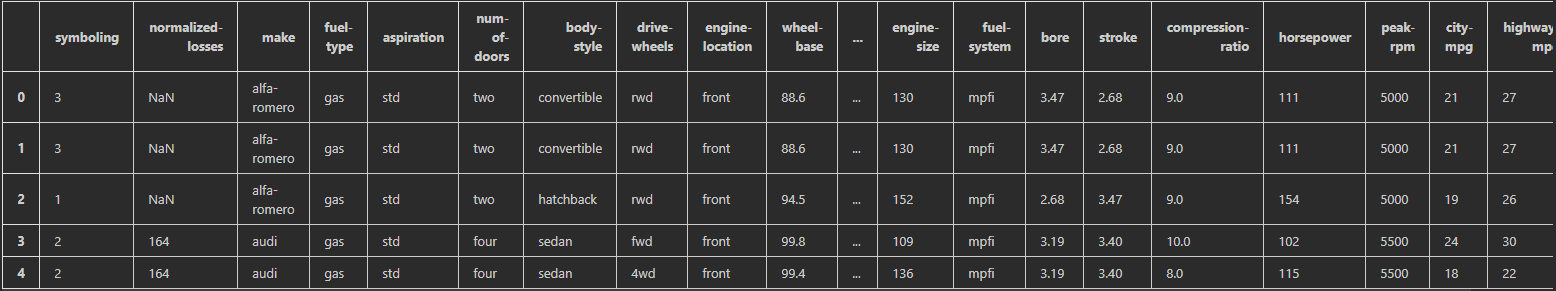 symboling normalized-losses make fuel-type aspiration num-of-doors body-style drive-wheels engine-location wheel-base ... engine-size fuel-system bore stroke compression-ratio horsepower peak-rpm city-mpg highway-mp
0 3 NaN alfa-romero gas std two convertible rwd front 88.6 ... 130 mpfi 3.47 2.68 9.0 111 5000 21 27
1 3 NaN alfa-romero gas std two convertible rwd front 88.6 ... 130 mpfi 3.47 2.68 9.0 111 5000 21 27
2 1 NaN alfa-romero gas std two hatchback rwd front 94.5 ... 152 mpfi 2.68 3.47 9.0 154 5000 19 26
3 2 164 audi gas std four sedan fwd front 99.8 ... 109 mpfi 3.19 3.40 10.0 102 5500 24 30
4 2 164 audi gas std four sedan 4wd front 99.4 ... 136 mpfi 3.19 3.40 8.0 115 5500 18 22